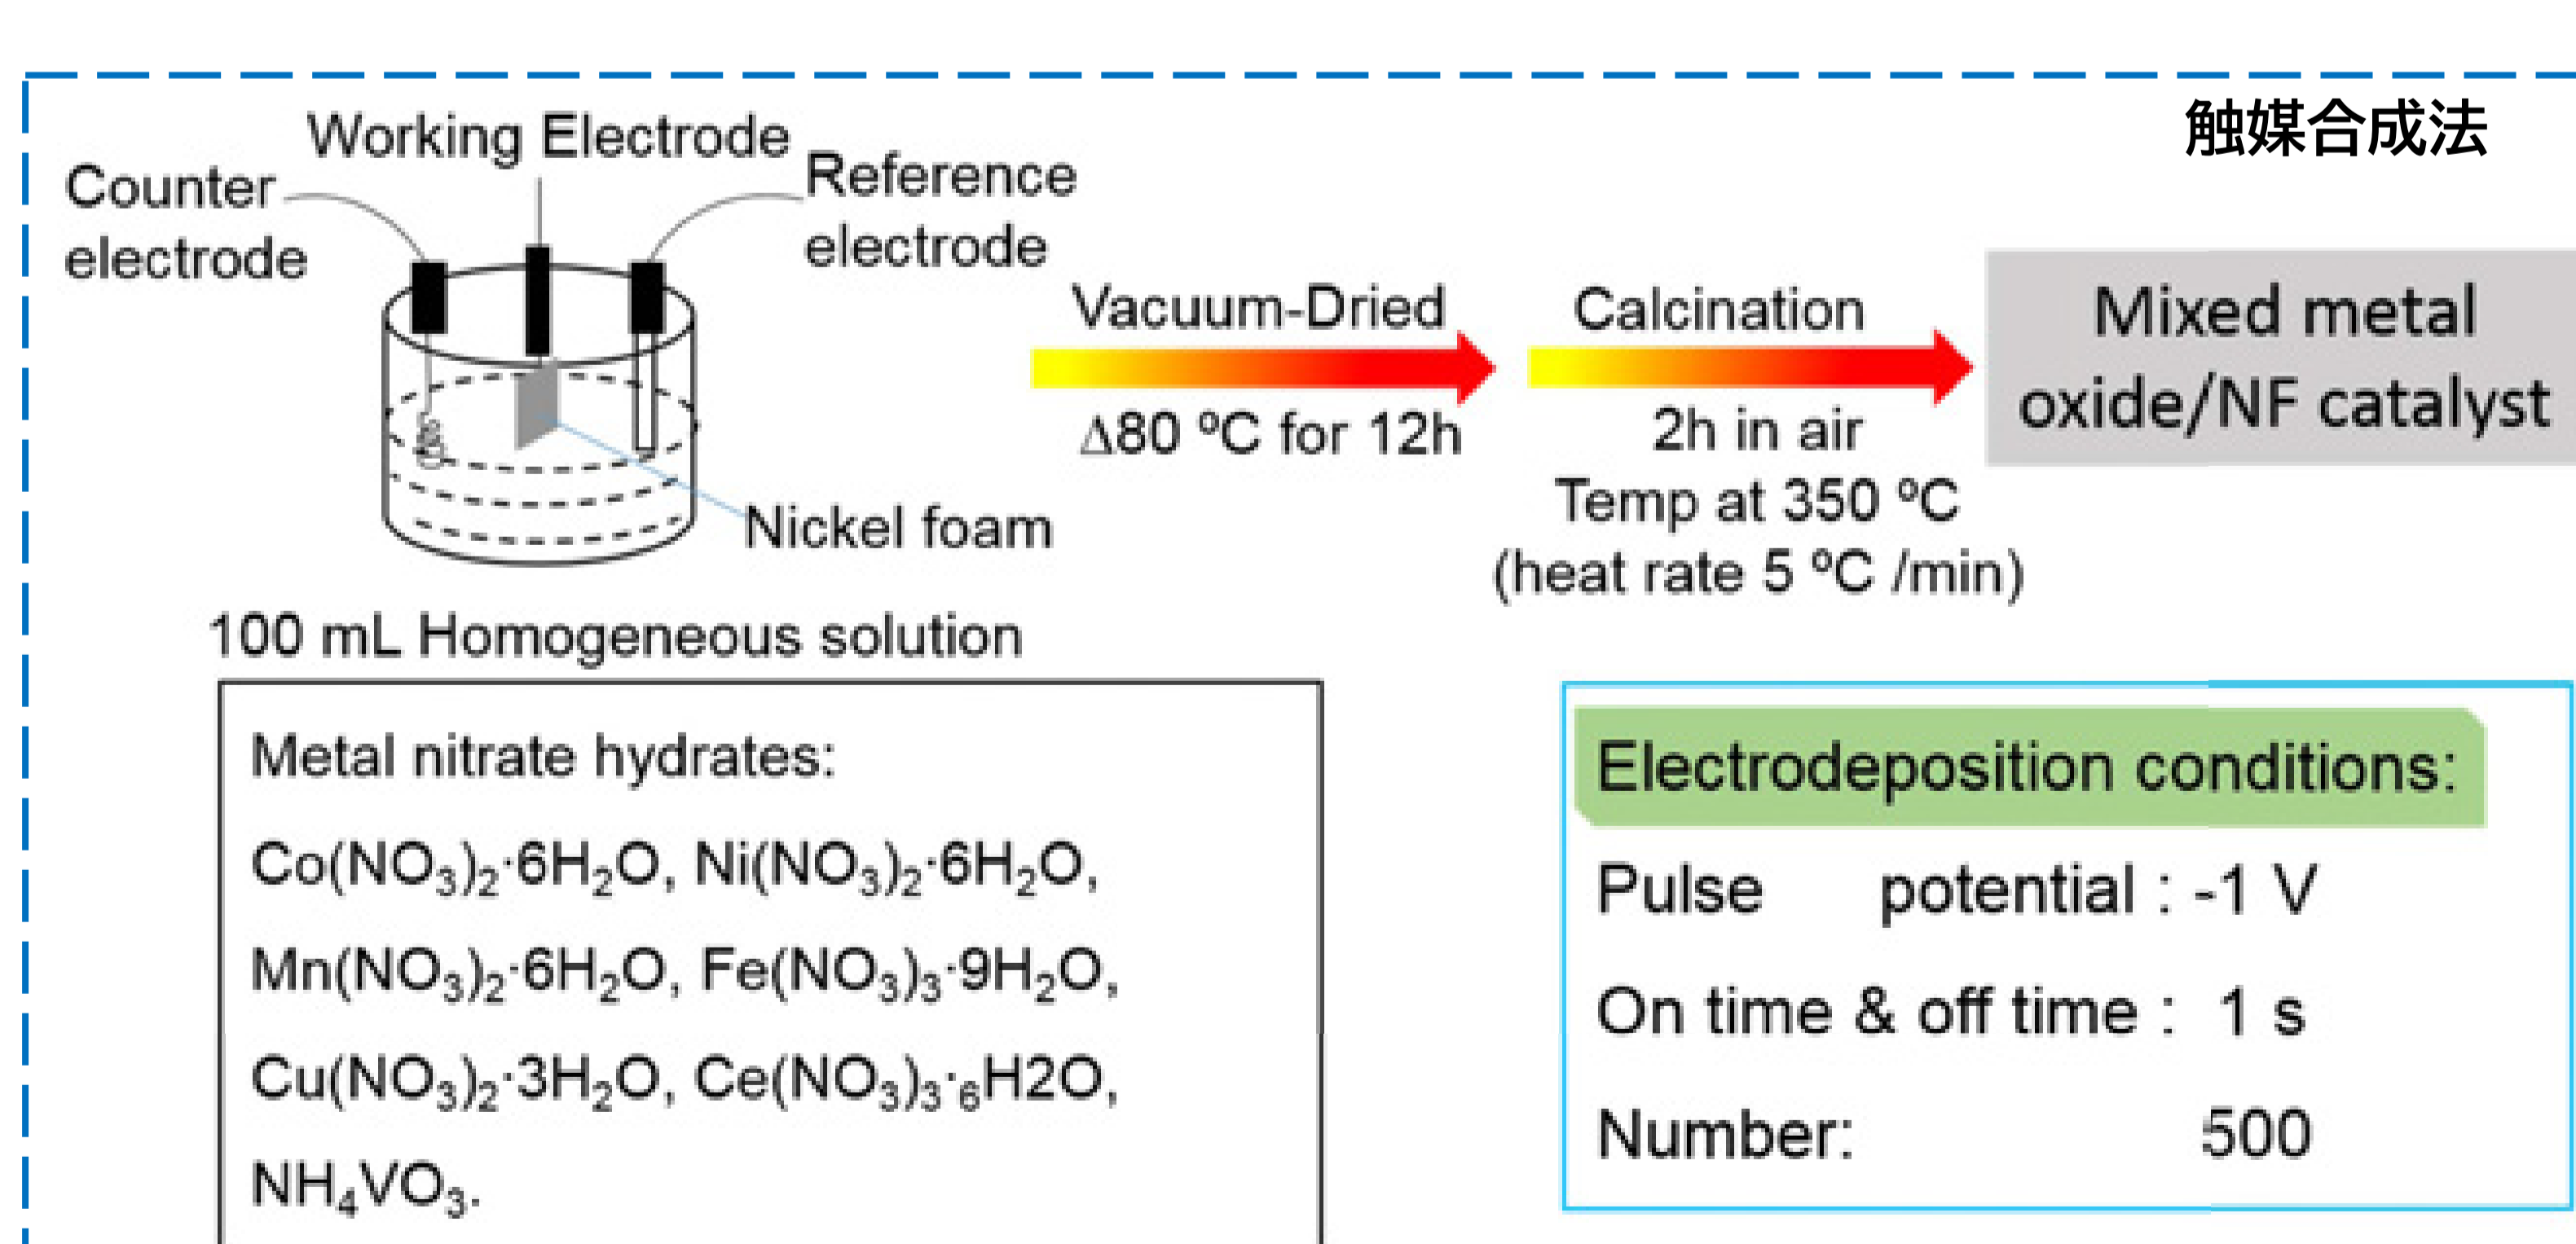 触媒合成法
Working Electrode
Counter
electrode
Reference
electrode
Nickel foam
100 mL Homogeneous solution
Vacuum-Dried
Δ80 ºC for 12h
Calcination
2h in air
Temp at 350 ºC
(heat rate 5 ºC /min)
Mixed metal
oxide/NF catalyst
Metal nitrate hydrates:
Co(NO₃)₂·6H₂O, Ni(NO₃)₂·6H₂O,
Mn(NO₃)₂·6H₂O, Fe(NO₃)₃·9H₂O,
Cu(NO₃)₂·3H₂O, Ce(NO₃)₃·₆H2O,
NH₄VO₃.
Electrodeposition conditions:
Pulse potential : -1 V
On time & off time : 1 s
Number: 500